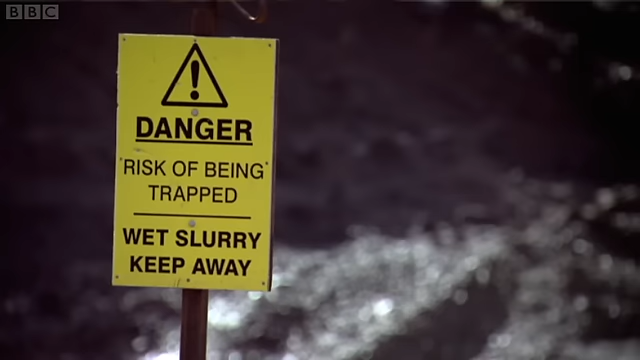 BBC
DANGER
RISK OF BEING
TRAPPED
WET SLURRY
KEEP AWAY